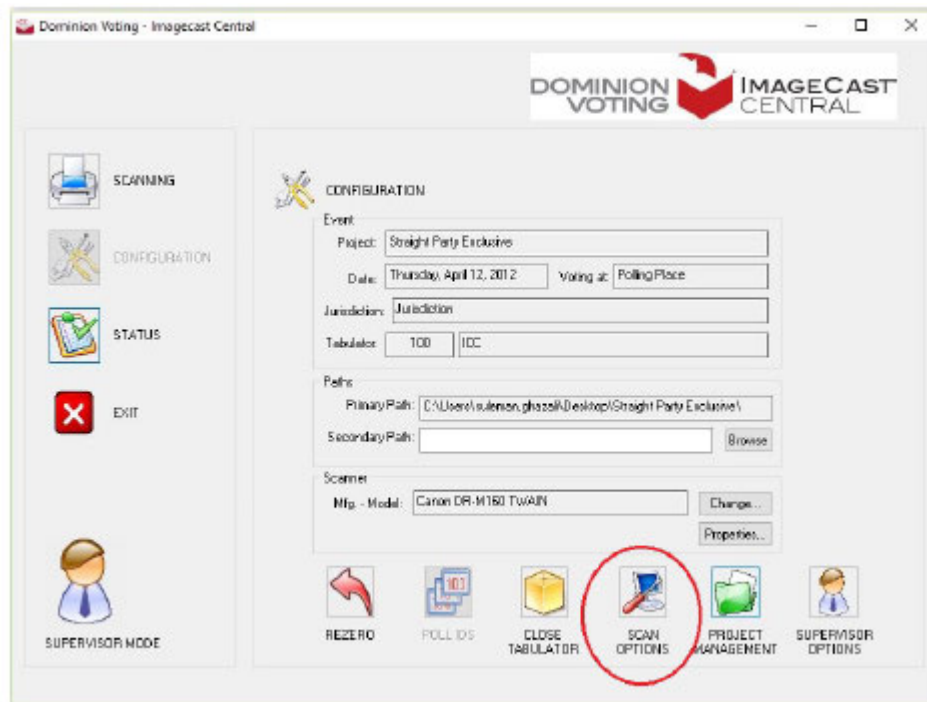 Dominion Voting - Imagecast Central
DOMINION VOTING
IMAGECAST CENTRAL
SCANNING
CONFIGURATION
STATUS
EXIT
SUPERVISOR MODE
CONFIGURATION
Event
Project: Straight Party Exclusive
Date: Thursday, April 12, 2012 Voting at: Polling Place
Jurisdiction: Jurisdiction
Tabulator: 100 ICC
Paths
Primary Path: C:\Users\suleman.ghazali\Desktop\Straight Party Exclusive\
Secondary Path: Browse
Scanner
Mfg. - Model: Canon DR-M160 TWAIN Change...
Properties...
REZERO
POLL IDS
CLOSE TABULATOR
SCAN OPTIONS
PROJECT MANAGEMENT
SUPERVISOR OPTIONS